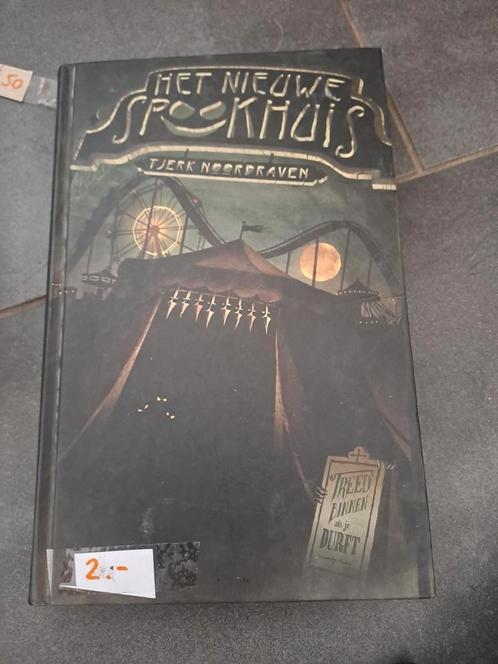 50
HET NIEUWE
SPOOKHUIS
TJERK NOORDRAVEN
TREED
BINNEN
als je
DURFT
2.-